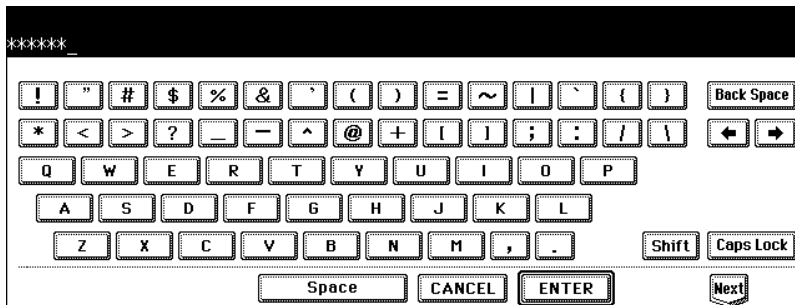 ******_
! " # $ % & ' ( ) = ~ | ` { } Back Space
* < > ? _ - ^ @ + [ ] ; : / \ ← →
Q W E R T Y U I O P
A S D F G H J K L
Z X C V B N M , . Shift Caps Lock
Space CANCEL ENTER Next